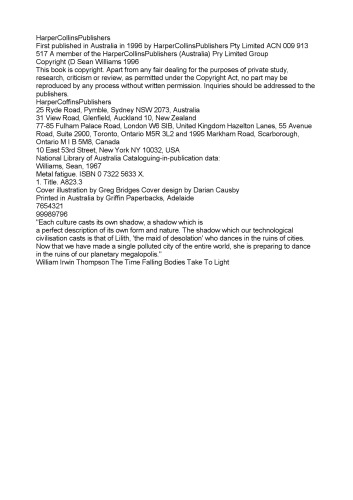 HarperCollinsPublishers
First published in Australia in 1996 by HarperCollinsPublishers Pty Limited ACN 009 913
517 A member of the HarperCollinsPublishers (Australia) Pry Limited Group
Copyright (D Sean Williams 1996
This book is copyright. Apart from any fair dealing for the purposes of private study,
research, criticism or review, as permitted under the Copyright Act, no part may be
reproduced by any process without written permission. Inquiries should be addressed to the
publishers.
HarperCoffinsPublishers
25 Ryde Road, Pymble, Sydney NSW 2073, Australia
31 View Road, Glenfield, Auckland 10, New Zealand
77-85 Fulham Palace Road, London W6 SIB, United Kingdom Hazelton Lanes, 55 Avenue
Road, Suite 2900, Toronto, Ontario M5R 3L2 and 1995 Markham Road, Scarborough,
Ontario M I B 5M8, Canada
10 East 53rd Street, New York NY 10032, USA
National Library of Australia Cataloguing-in-publication data:
Williams, Sean, 1967
Metal fatigue. ISBN 0 7322 5633 X.
1. Title. A823.3
Cover illustration by Greg Bridges Cover design by Darian Causby
Printed in Australia by Griffin Paperbacks, Adelaide
7654321
99989796
"Each culture casts its own shadow, a shadow which is
a perfect description of its own form and nature. The shadow which our technological
civilisation casts is that of Lilith, 'the maid of desolation' who dances in the ruins of cities.
Now that we have made a single polluted city of the entire world, she is preparing to dance
in the ruins of our planetary megalopolis."
William Irwin Thompson The Time Falling Bodies Take To Light